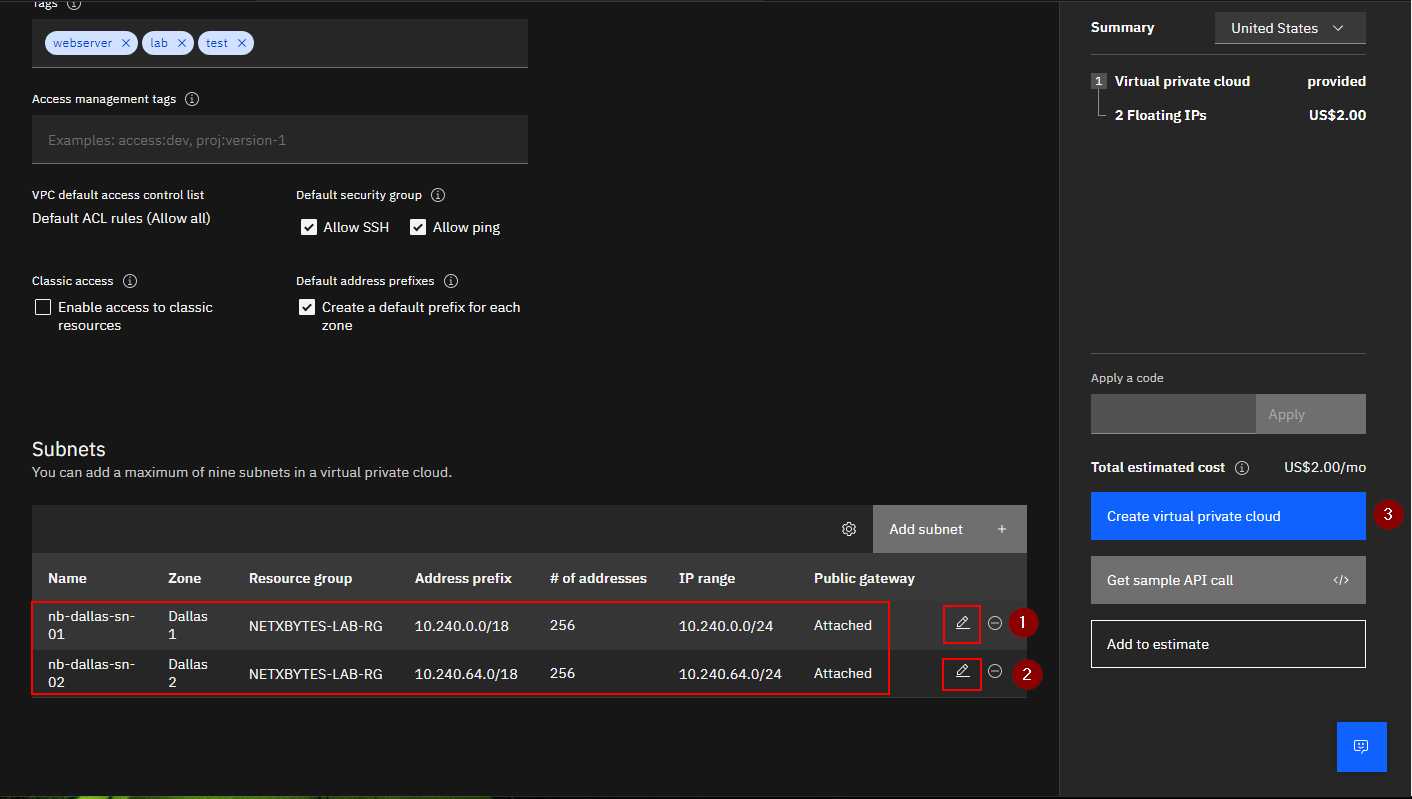 Tags
webserver lab test
Access management tags
Examples: access:dev, proj:version-1
VPC default access control list
Default ACL rules (Allow all)
Default security group
Allow SSH Allow ping
Classic access
Enable access to classic
resources
Default address prefixes
Create a default prefix for each
zone
Subnets
You can add a maximum of nine subnets in a virtual private cloud.
Add subnet +
Name Zone Resource group Address prefix # of addresses IP range Public gateway
nb-dallas-sn-
01
Dallas
1
NETXBYTES-LAB-RG 10.240.0.0/18 256 10.240.0.0/24 Attached
1
nb-dallas-sn-
02
Dallas
2
NETXBYTES-LAB-RG 10.240.64.0/18 256 10.240.64.0/24 Attached
2
Summary
United States
1 Virtual private cloud provided
2 Floating IPs US$2.00
Apply a code
Apply
Total estimated cost US$2.00/mo
Create virtual private cloud
3
Get sample API call </>
Add to estimate